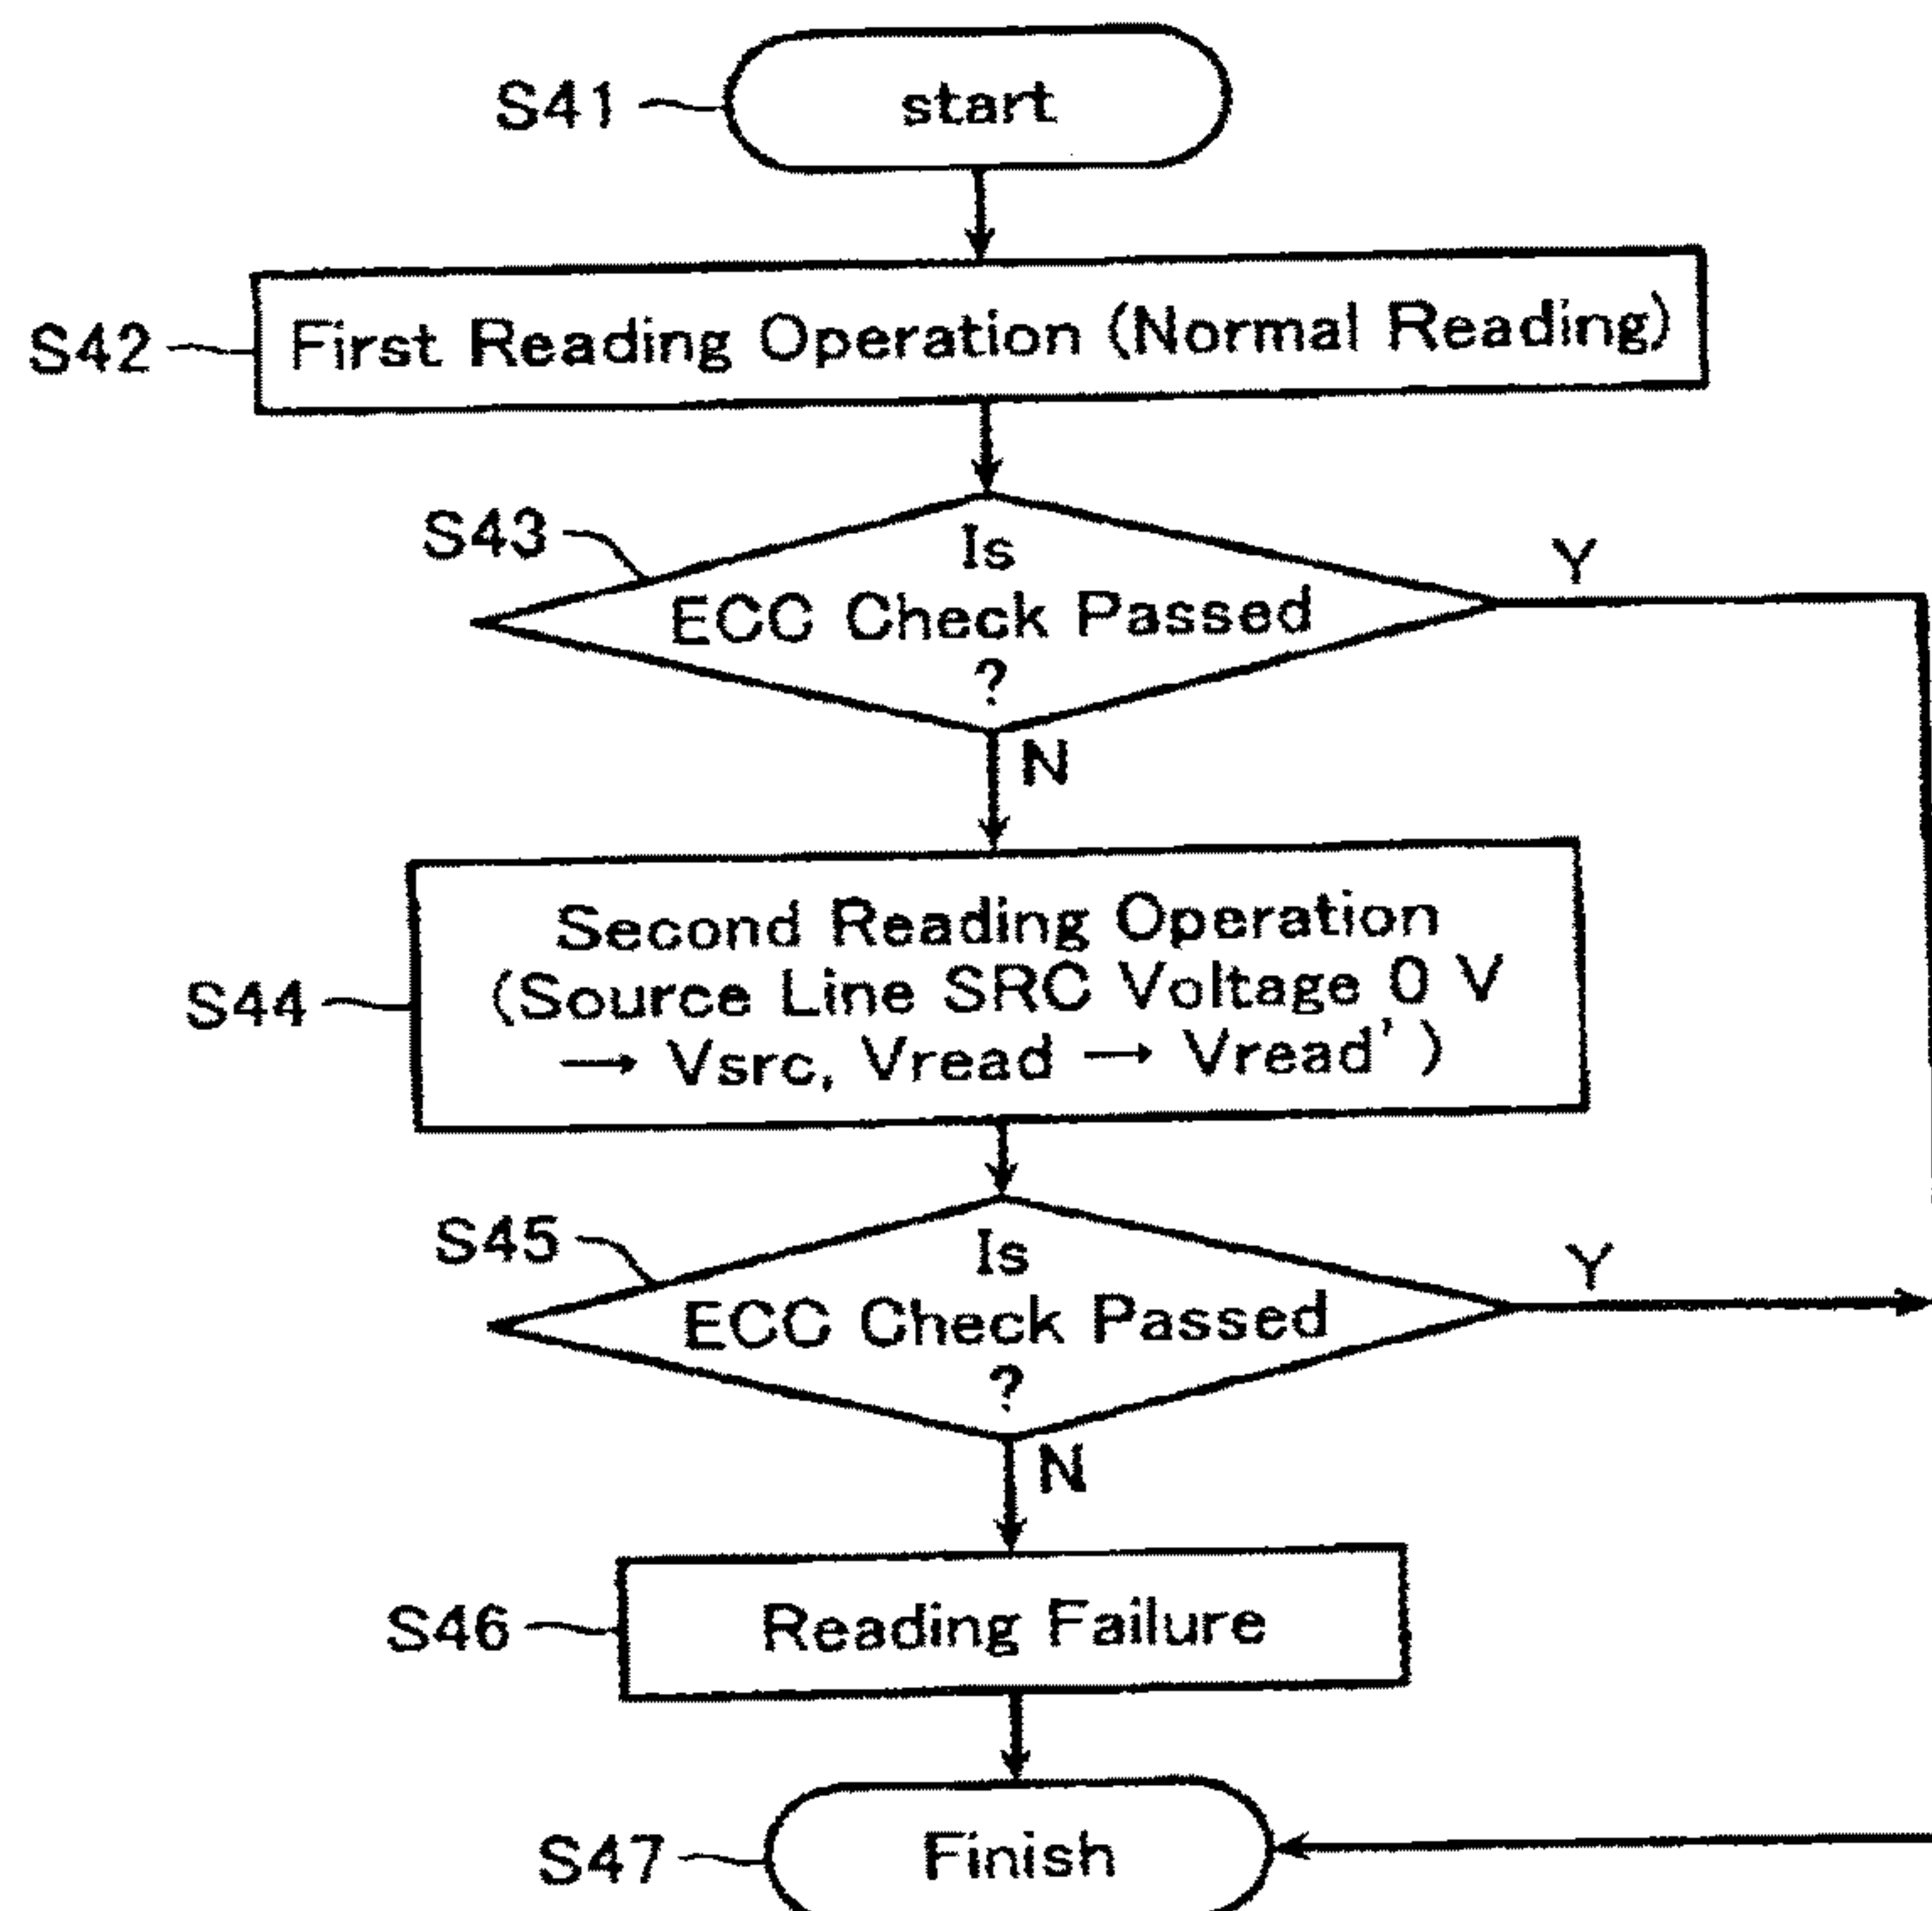 S41
start
S42
First Reading Operation (Normal Reading)
S43
Is
ECC Check Passed
?
Y
N
S44
Second Reading Operation
(Source Line SRC Voltage 0 V
→ Vsrc, Vread → Vread')
S45
Is
ECC Check Passed
?
Y
N
S46
Reading Failure
S47
Finish